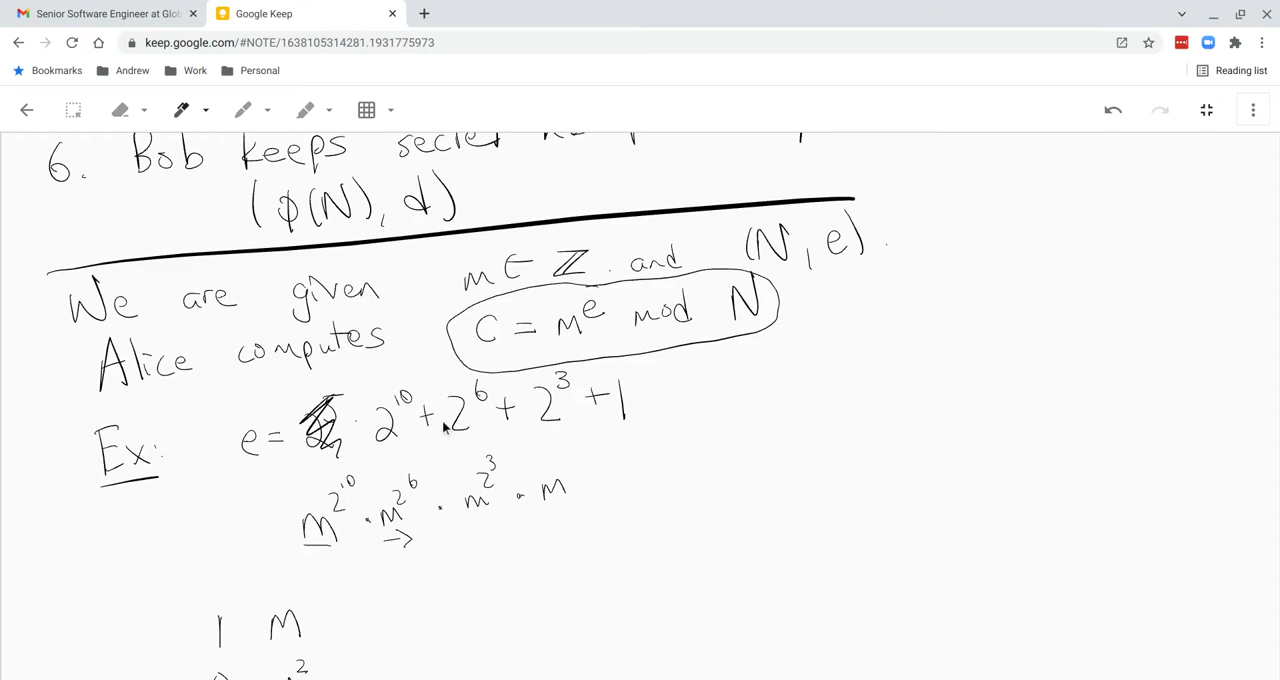 Senior Software Engineer at Glob
Google Keep
keep.google.com/#NOTE/1638105314281.1931775973
Bookmarks Andrew Work Personal Reading list
6. Bob keeps secret
(ϕ(N), d)
We are given m ∈ ℤ. and (N, e).
Alice computes C = m^e mod N
Ex: e = 2^10 + 2^6 + 2^3 + 1
m^2^10 · m^2^6 · m^2^3 · m
→
1 M
2